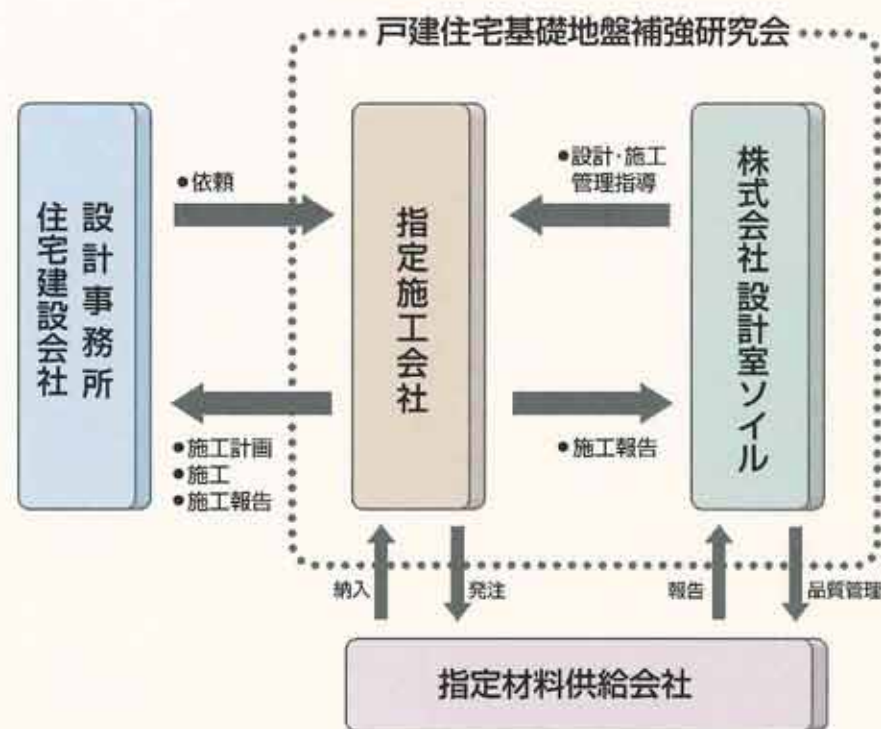 戸建住宅基礎地盤補強研究会
設計事務所
住宅建設会社
●依頼
指定施工会社
●設計・施工
管理指導
株式会社 設計室ソイル
●施工計画
●施工
●施工報告
●施工報告
納入
発注
報告
品質管理
指定材料供給会社